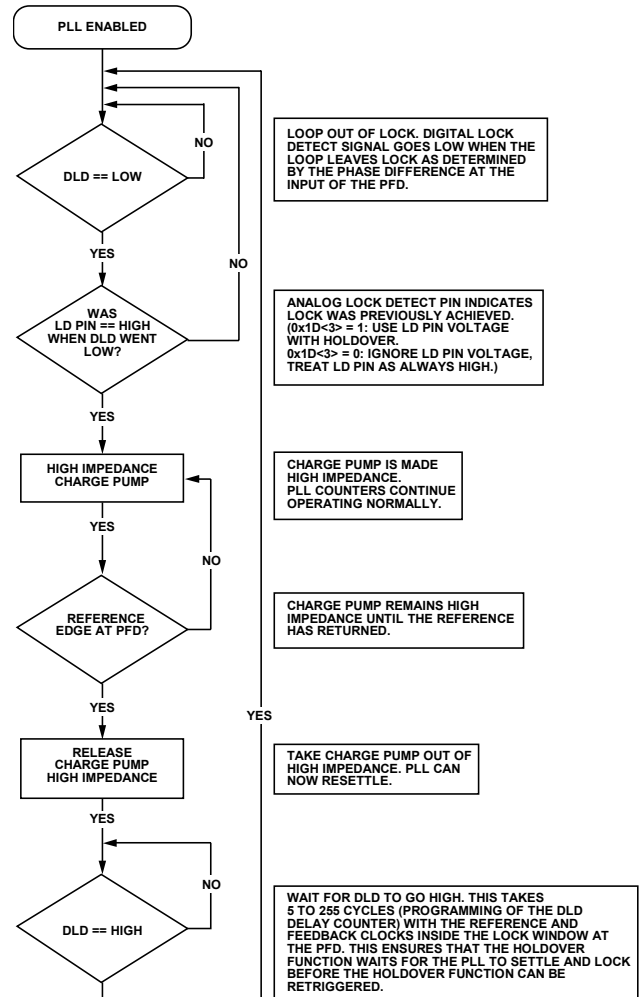 PLL ENABLED
NO
DLD == LOW
LOOP OUT OF LOCK. DIGITAL LOCK
DETECT SIGNAL GOES LOW WHEN THE
LOOP LEAVES LOCK AS DETERMINED
BY THE PHASE DIFFERENCE AT THE
INPUT OF THE PFD.
YES
NO
WAS
LD PIN == HIGH
WHEN DLD WENT
LOW?
ANALOG LOCK DETECT PIN INDICATES
LOCK WAS PREVIOUSLY ACHIEVED.
(0x1D<3> = 1: USE LD PIN VOLTAGE
WITH HOLDOVER.
0x1D<3> = 0: IGNORE LD PIN VOLTAGE,
TREAT LD PIN AS ALWAYS HIGH.)
YES
HIGH IMPEDANCE
CHARGE PUMP
CHARGE PUMP IS MADE
HIGH IMPEDANCE.
PLL COUNTERS CONTINUE
OPERATING NORMALLY.
YES
NO
REFERENCE
EDGE AT PFD?
CHARGE PUMP REMAINS HIGH
IMPEDANCE UNTIL THE REFERENCE
HAS RETURNED.
YES
YES
RELEASE
CHARGE PUMP
HIGH IMPEDANCE
TAKE CHARGE PUMP OUT OF
HIGH IMPEDANCE. PLL CAN
NOW RESETTLE.
YES
NO
DLD == HIGH
WAIT FOR DLD TO GO HIGH. THIS TAKES
5 TO 255 CYCLES (PROGRAMMING OF THE DLD
DELAY COUNTER) WITH THE REFERENCE AND
FEEDBACK CLOCKS INSIDE THE LOCK WINDOW AT
THE PFD. THIS ENSURES THAT THE HOLDOVER
FUNCTION WAITS FOR THE PLL TO SETTLE AND LOCK
BEFORE THE HOLDOVER FUNCTION CAN BE
RETRIGGERED.